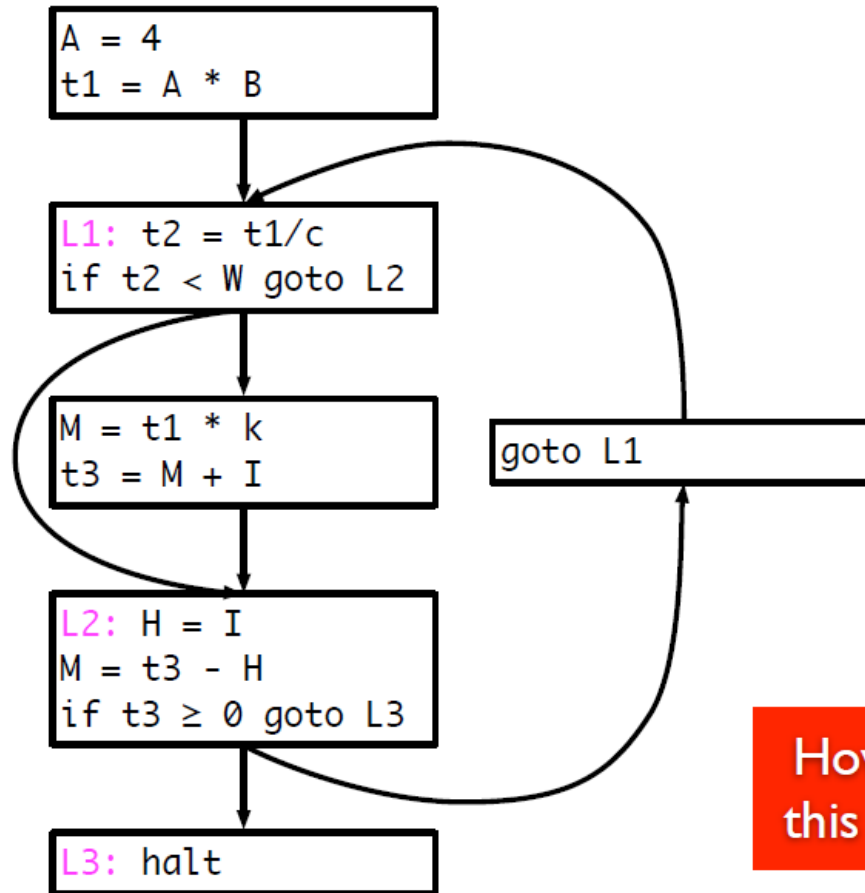 A = 4
t1 = A * B
L1: t2 = t1/c
if t2 < W goto L2
M = t1 * k
t3 = M + I
goto L1
L2: H = I
M = t3 - H
if t3 ≥ 0 goto L3
this
L3: halt